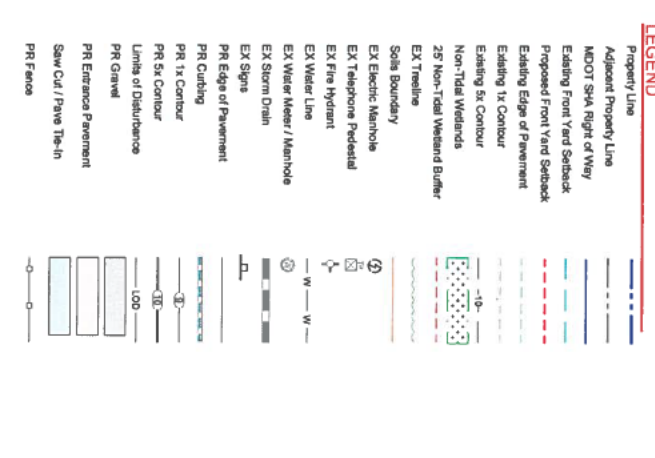 LEGEND
Property Line
Adjacent Property Line
MDOT SHA Right of Way
Existing Front Yard Setback
Proposed Front Yard Setback
Existing Edge of Pavement
Existing 1x Contour
Existing 5x Contour
-10-
Non-Tidal Wetlands
25' Non-Tidal Wetland Buffer
EX Treeline
Soils Boundary
EX Electric Manhole
EX Telephone Pedestal
EX Fire Hydrant
EX Water Line
W W
EX Water Meter / Manhole
EX Storm Drain
EX Signs
PR Edge of Pavement
PR Curbing
PR 1x Contour
PR 5x Contour
10
Limits of Disturbance
LOD
PR Gravel
PR Entrance Pavement
Saw Cut / Pave Tie-In
PR Fence